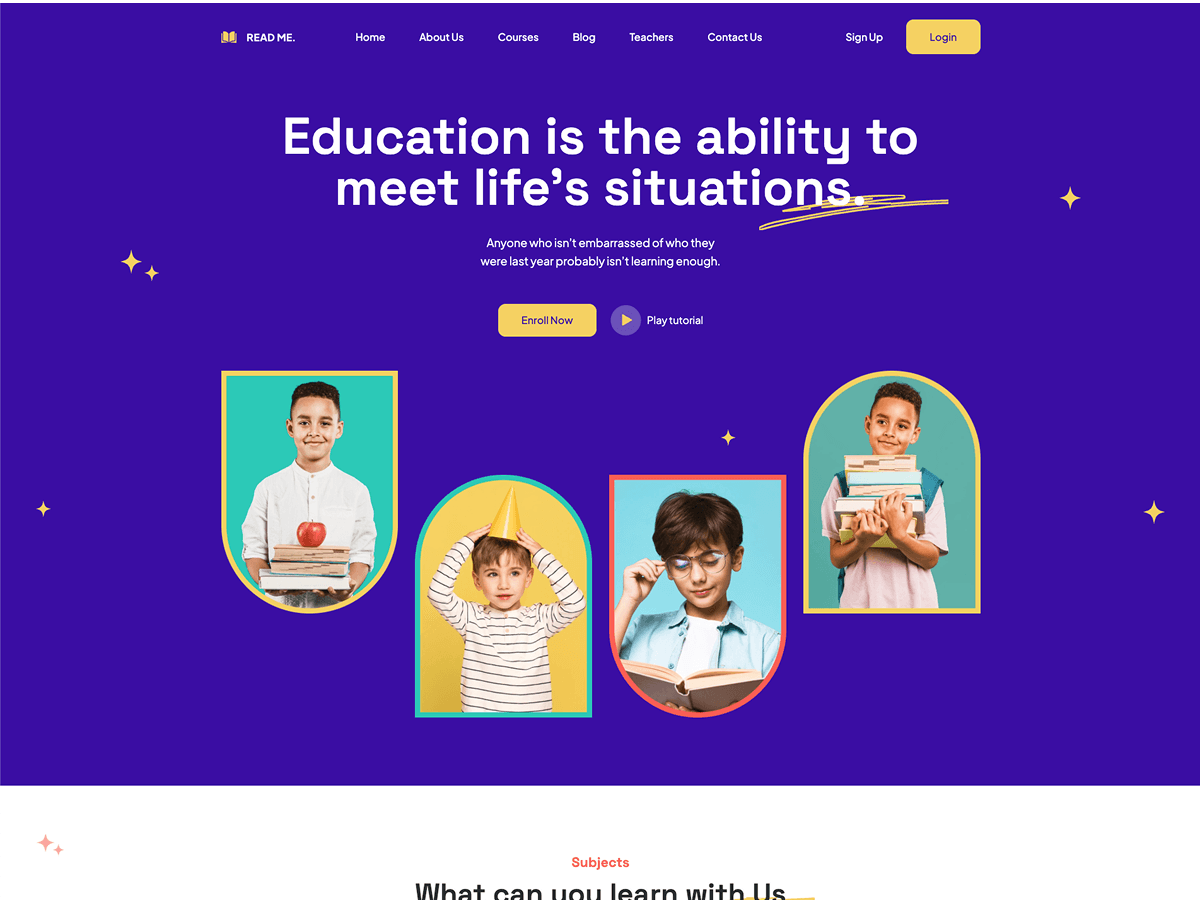 READ ME.
Home
About Us
Courses
Blog
Teachers
Contact Us
Sign Up
Login
Education is the ability to
meet life's situations.
Anyone who isn't embarrassed of who they
were last year probably isn't learning enough.
Enroll Now
Play tutorial
Subjects
What can you learn with Us